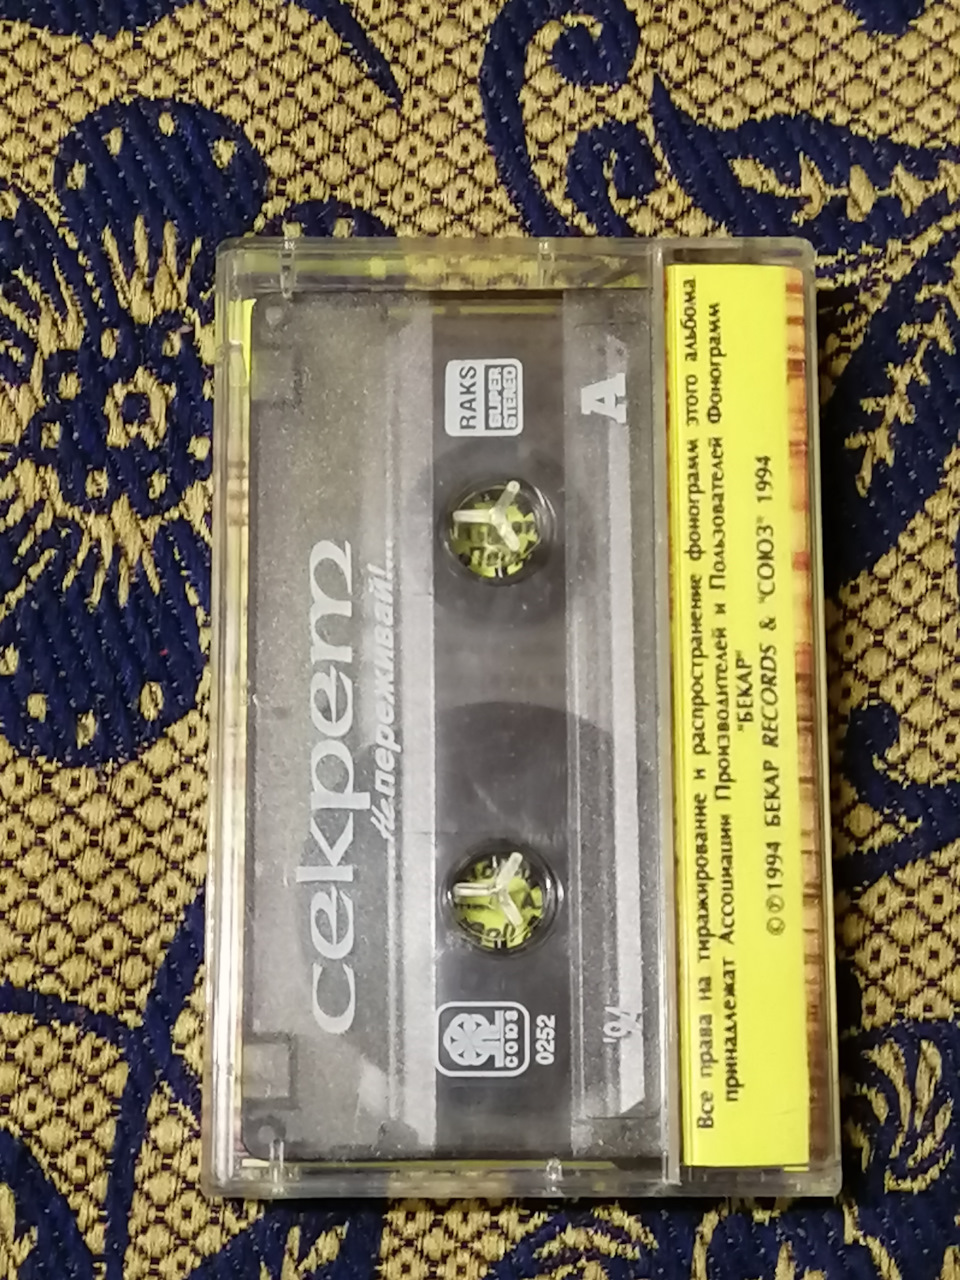 секрет
Не переживай!...
RAKS
SUPER
STEREO
A
СОЮЗ
0252
'94
Все права на тиражирование и распространение фонограмм этого альбома
принадлежат Ассоциации Производителей и Пользователей Фонограмм
"БЕКАР"
©℗1994 БЕКАР RECORDS & "СОЮЗ" 1994